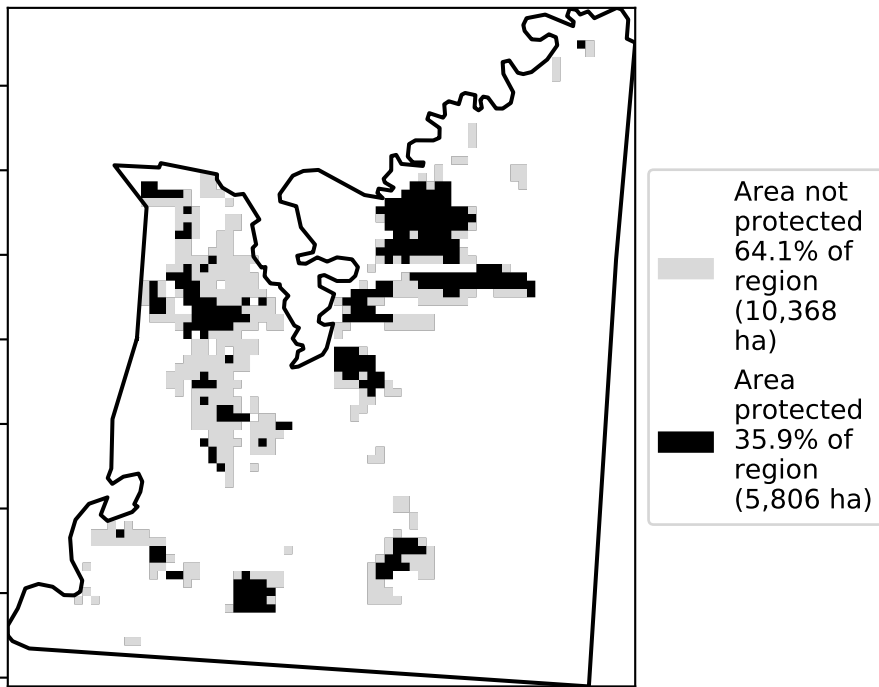 Area not
protected
64.1% of
region
(10,368
ha)
Area
protected
35.9% of
region
(5,806 ha)